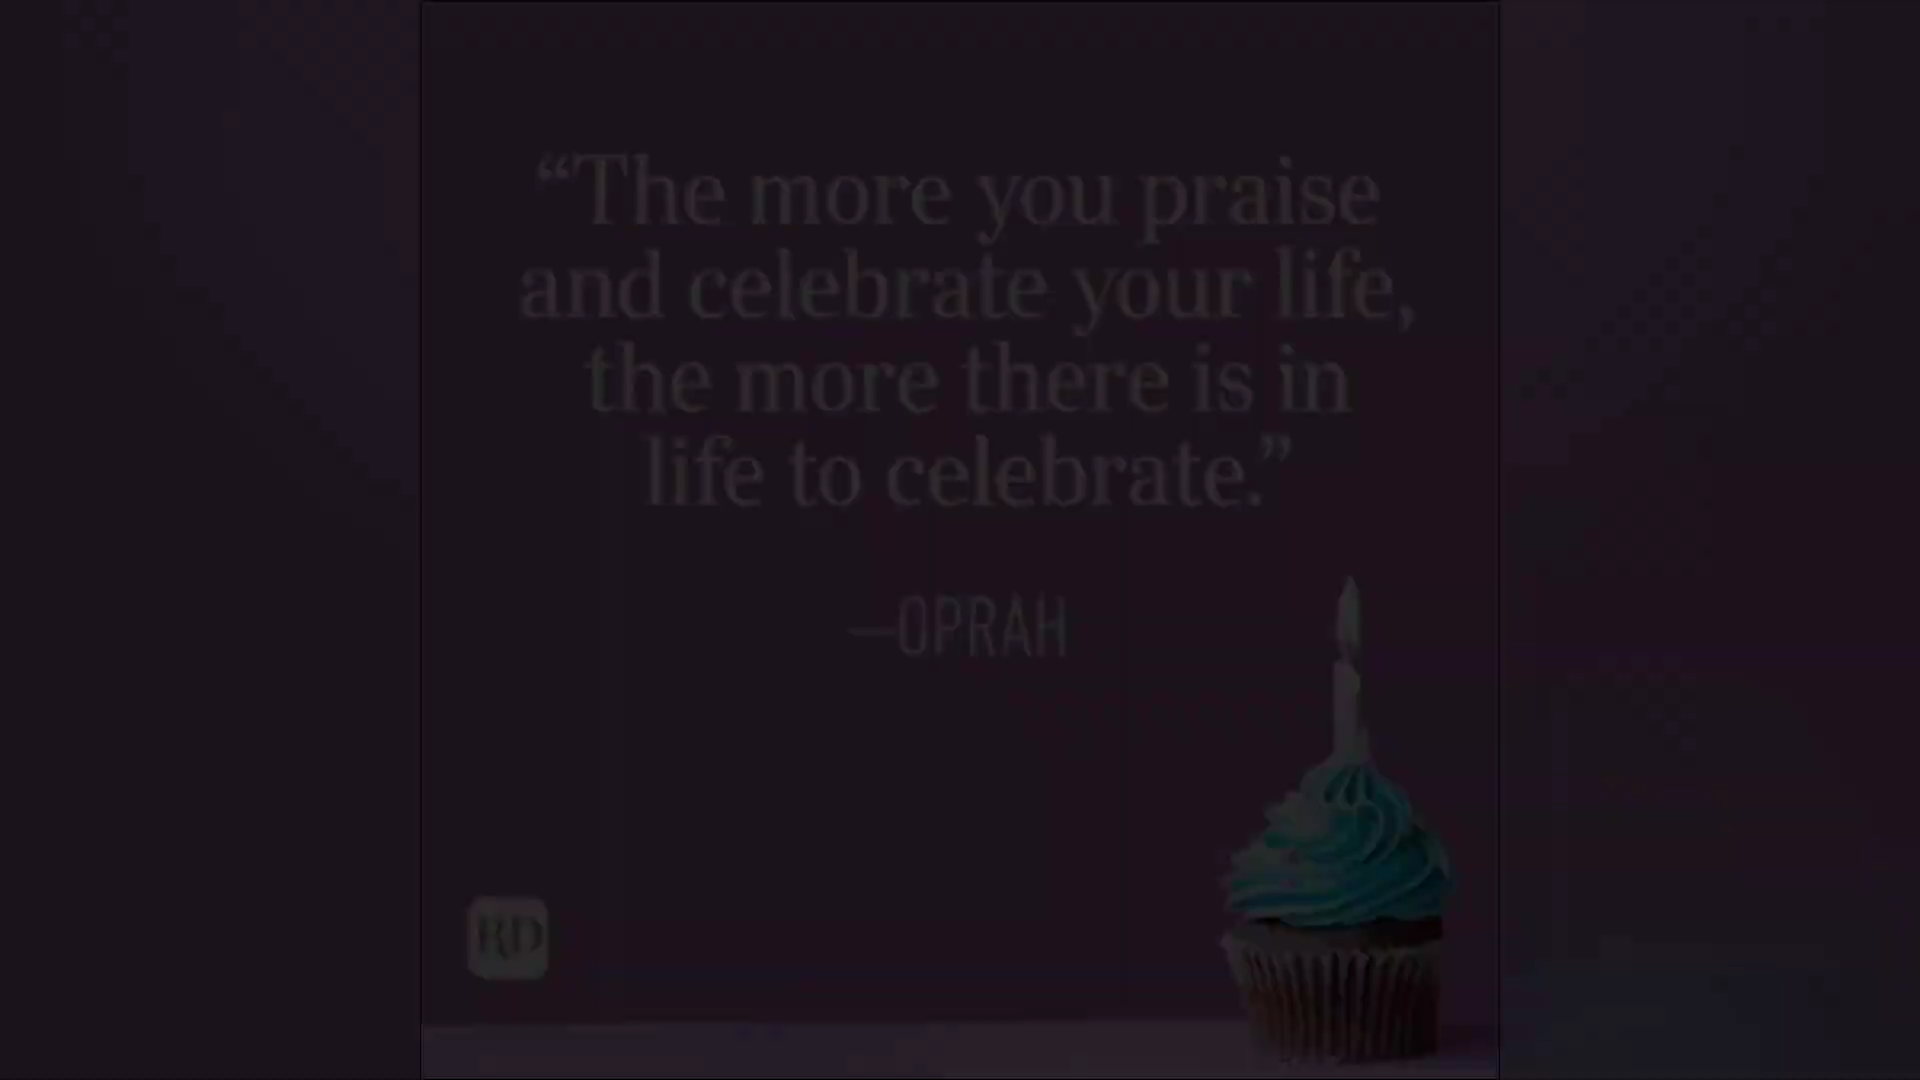 “The more you praise
and celebrate your life,
the more there is in
life to celebrate.”
—OPRAH
RD